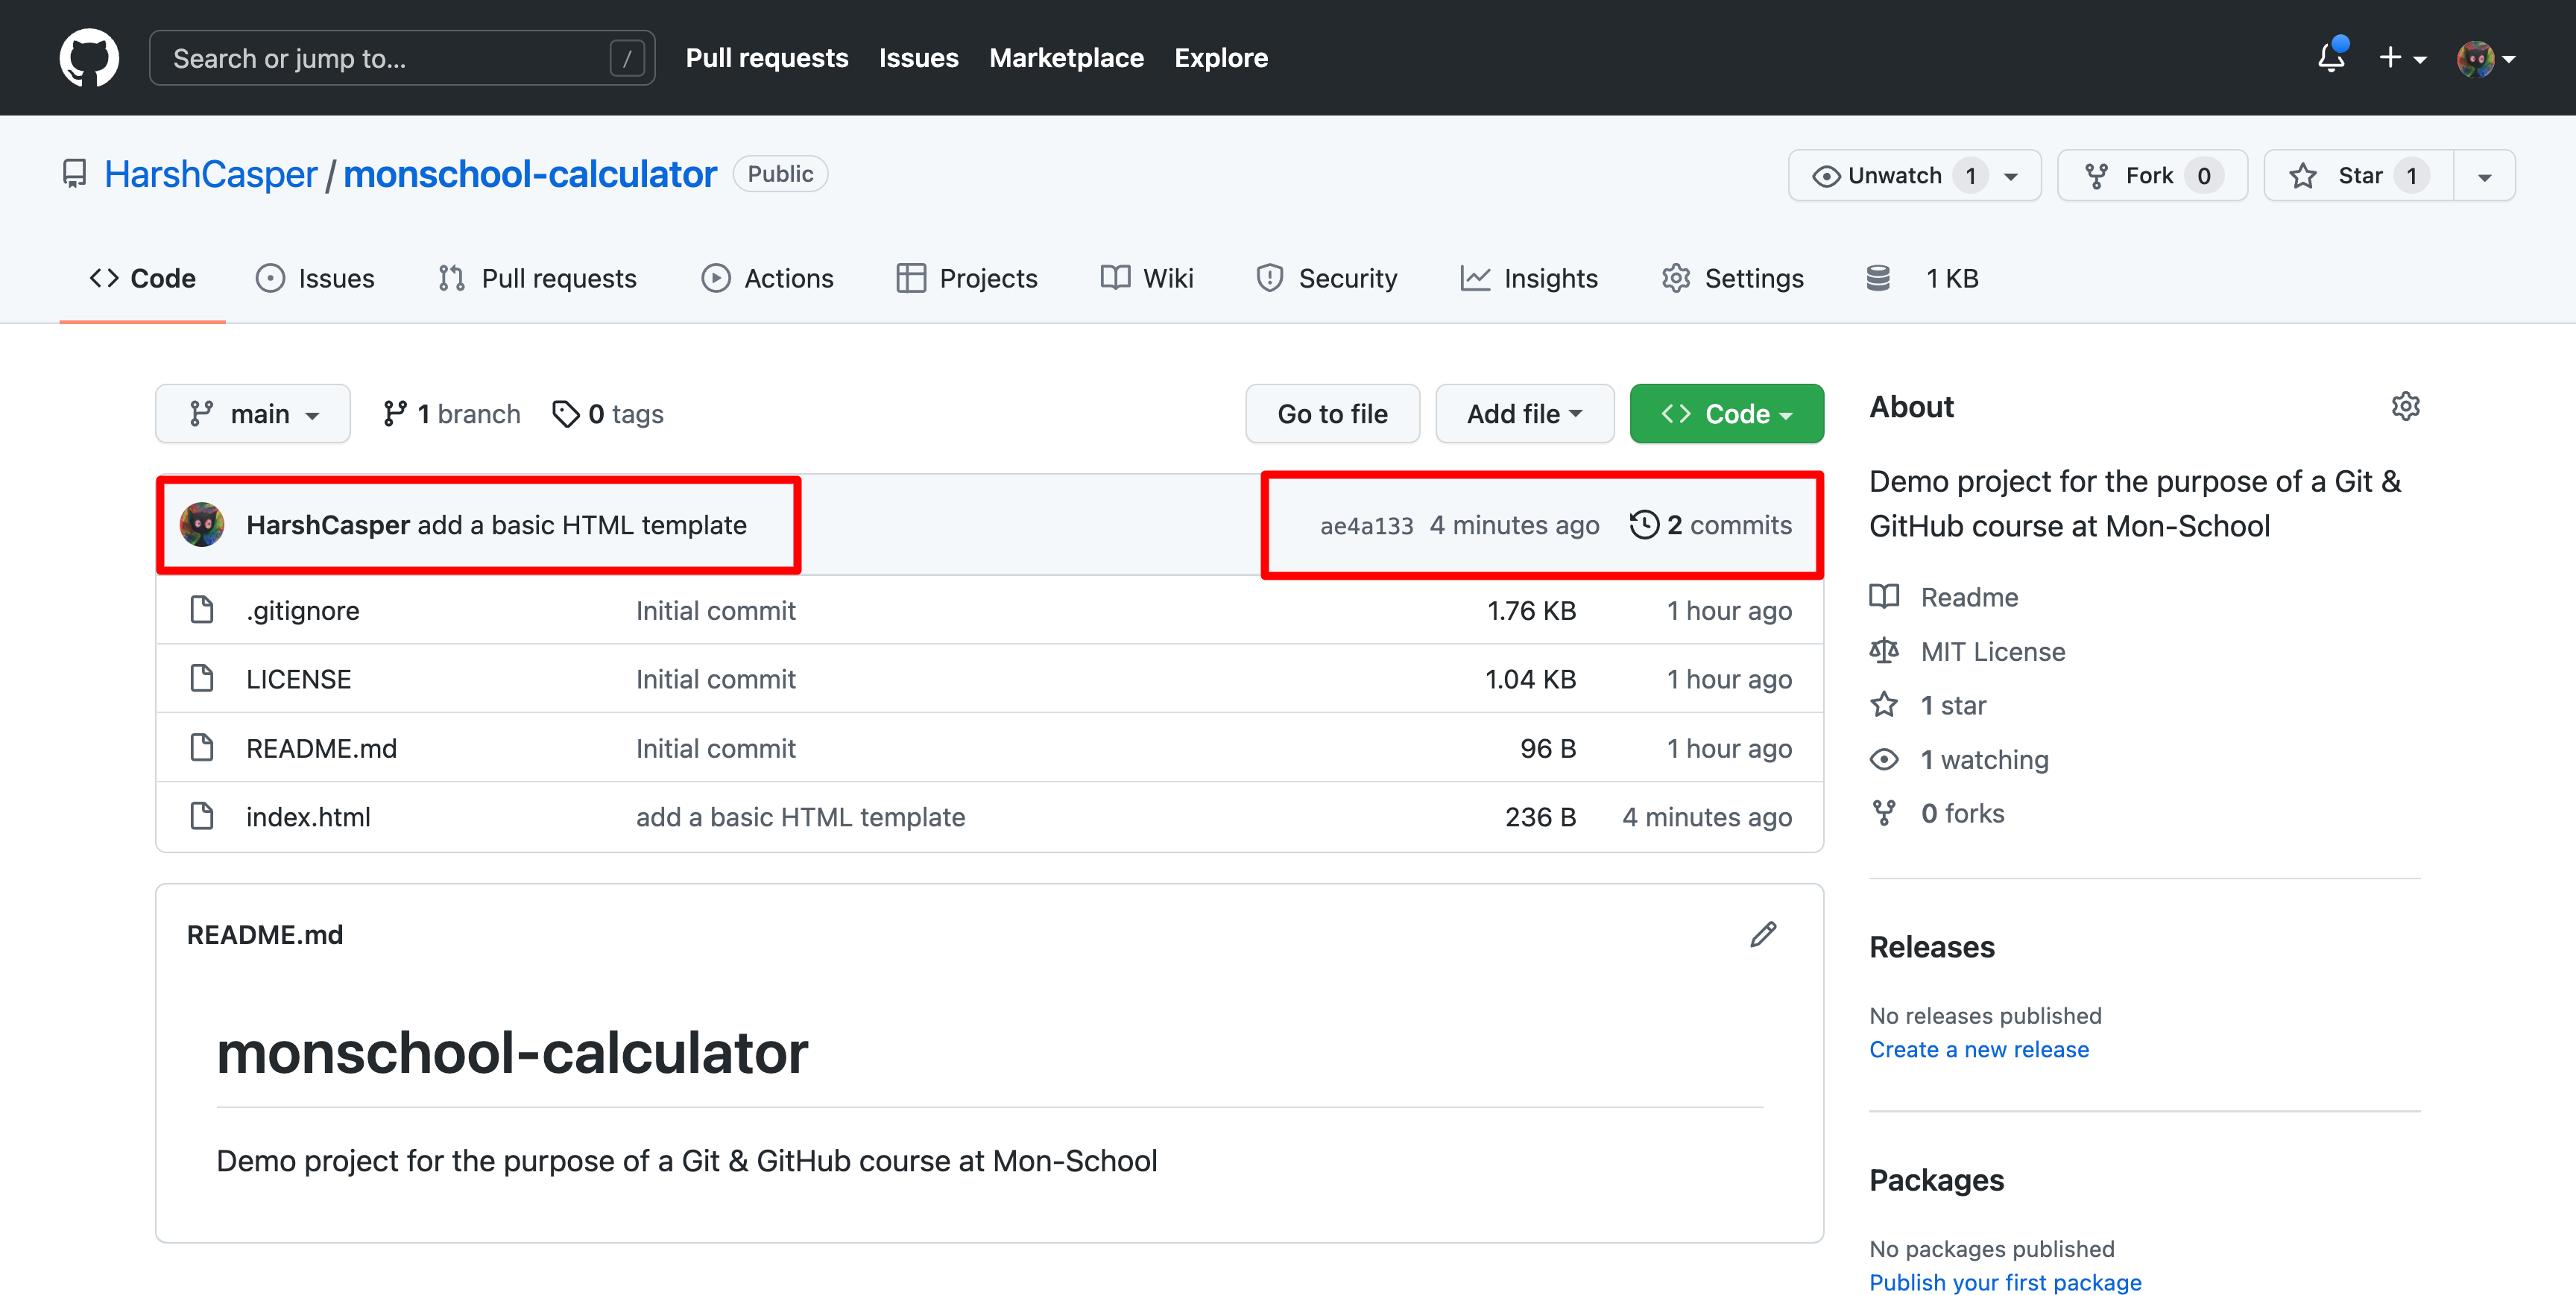 Search or jump to... / Pull requests Issues Marketplace Explore
HarshCasper / monschool-calculator Public Unwatch 1 Fork 0 Star 1
Code Issues Pull requests Actions Projects Wiki Security Insights Settings 1 KB
main 1 branch 0 tags Go to file Add file Code
HarshCasper add a basic HTML template ae4a133 4 minutes ago 2 commits
.gitignore Initial commit 1.76 KB 1 hour ago
LICENSE Initial commit 1.04 KB 1 hour ago
README.md Initial commit 96 B 1 hour ago
index.html add a basic HTML template 236 B 4 minutes ago
README.md
monschool-calculator
Demo project for the purpose of a Git & GitHub course at Mon-School
About
Demo project for the purpose of a Git &
GitHub course at Mon-School
Readme
MIT License
1 star
1 watching
0 forks
Releases
No releases published
Create a new release
Packages
No packages published
Publish your first package